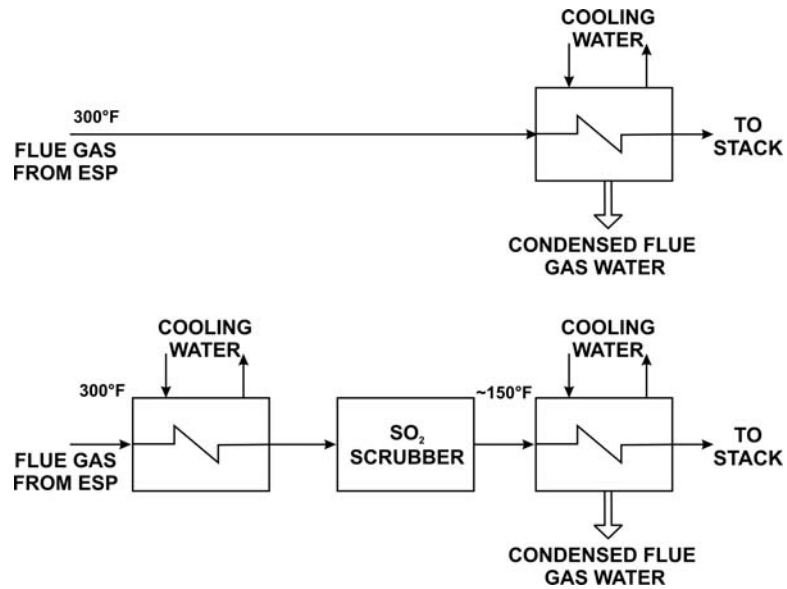 COOLING
WATER
300°F
FLUE GAS
FROM ESP
TO
STACK
CONDENSED FLUE
GAS WATER
COOLING
WATER
COOLING
WATER
300°F
~150°F
SO₂
SCRUBBER
FLUE GAS
FROM ESP
TO
STACK
CONDENSED FLUE
GAS WATER